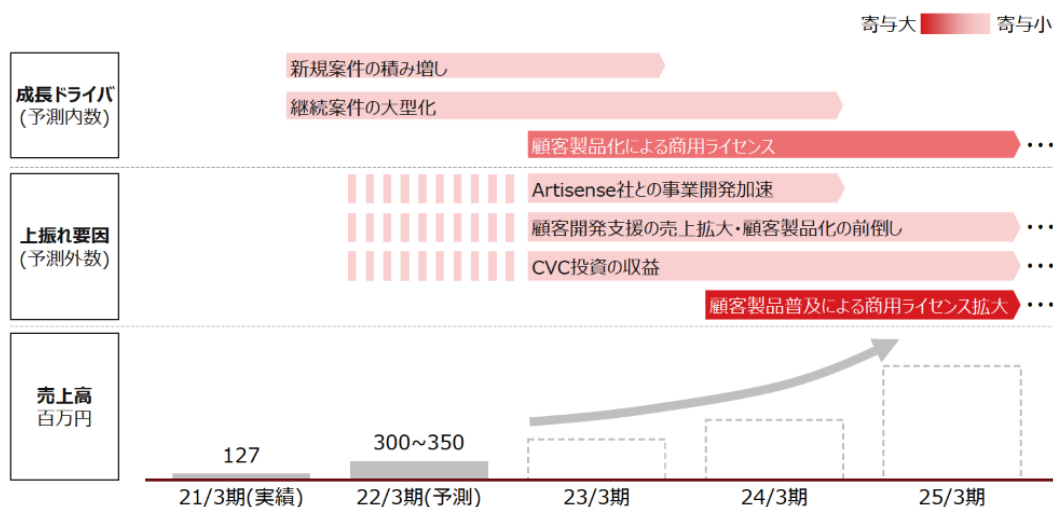 寄与大 寄与小
成長ドライバ
(予測内数)
新規案件の積み増し
継続案件の大型化
顧客製品化による商用ライセンス
•••
上振れ要因
(予測外数)
Artisense社との事業開発加速
顧客開発支援の売上拡大・顧客製品化の前倒し
•••
CVC投資の収益
•••
顧客製品普及による商用ライセンス拡大
•••
売上高
百万円
127
300~350
21/3期(実績) 22/3期(予測) 23/3期 24/3期 25/3期